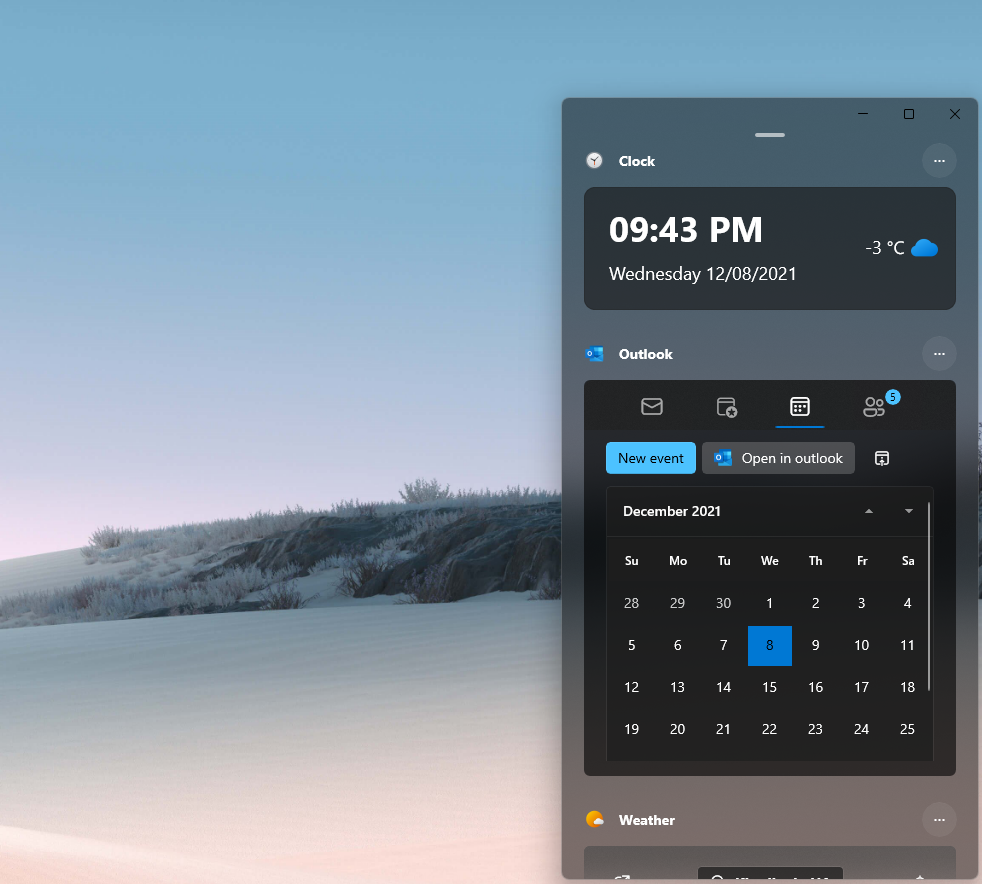 Clock
09:43 PM
-3 °C
Wednesday 12/08/2021
Outlook
5
New event
Open in outlook
December 2021
Su Mo Tu We Th Fr Sa
28 29 30 1 2 3 4
5 6 7 8 9 10 11
12 13 14 15 16 17 18
19 20 21 22 23 24 25
Weather